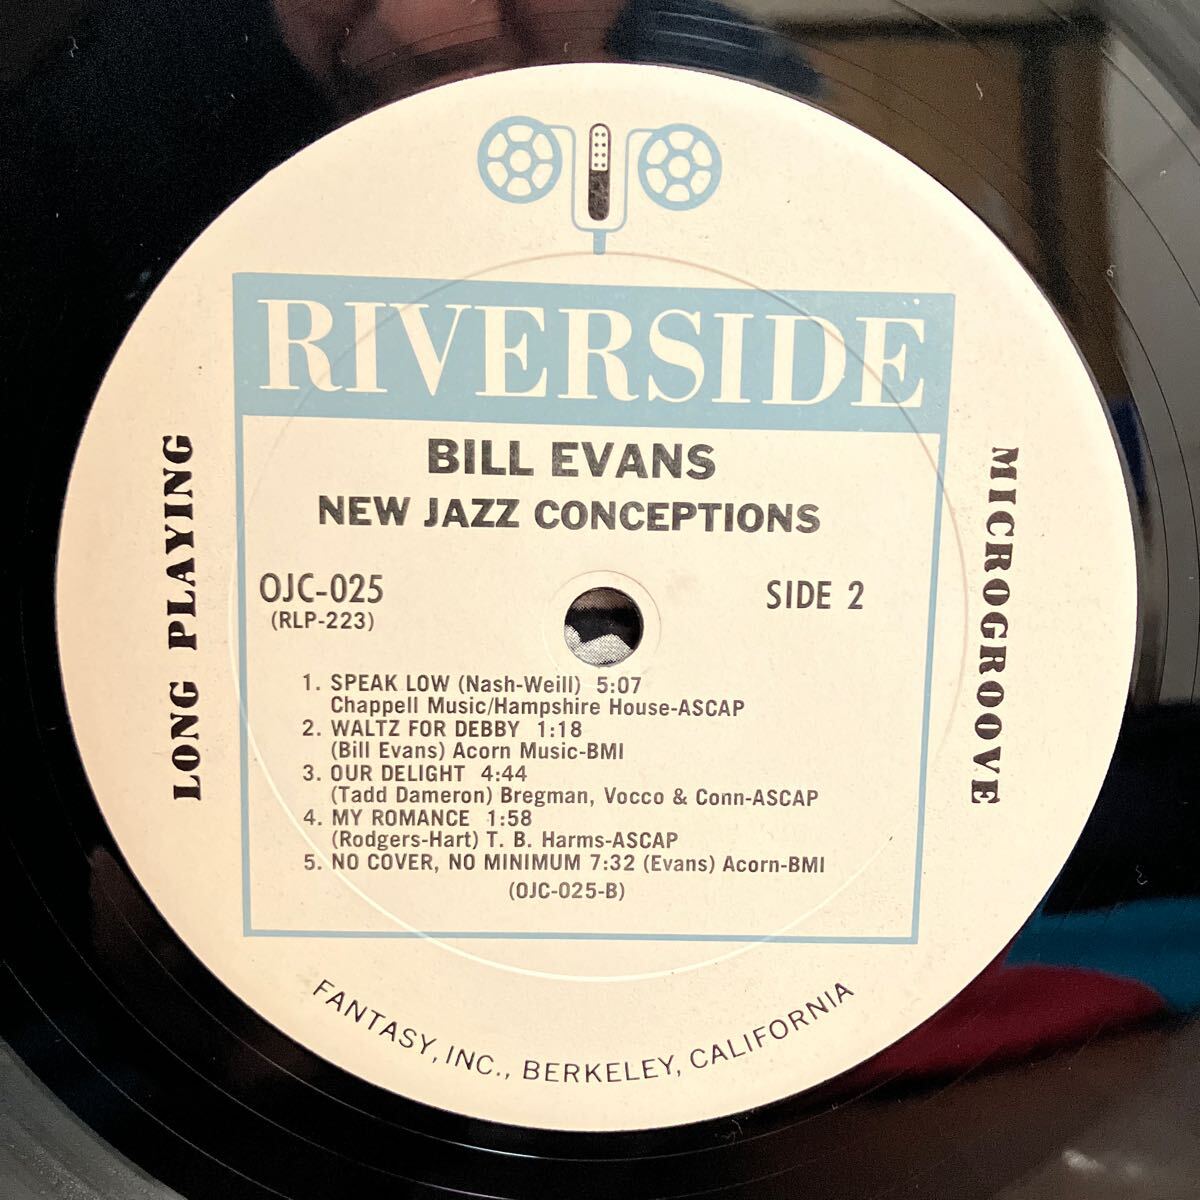 RIVERSIDE
BILL EVANS
NEW JAZZ CONCEPTIONS
OJC-025
(RLP-223)
SIDE 2
LONG PLAYING
MICROGROOVE
1. SPEAK LOW (Nash-Weill) 5:07
Chappell Music/Hampshire House-ASCAP
2. WALTZ FOR DEBBY 1:18
(Bill Evans) Acorn Music-BMI
3. OUR DELIGHT 4:44
(Tadd Dameron) Bregman, Vocco & Conn-ASCAP
4. MY ROMANCE 1:58
(Rodgers-Hart) T. B. Harms-ASCAP
5. NO COVER, NO MINIMUM 7:32 (Evans) Acorn-BMI
(OJC-025-B)
FANTASY, INC., BERKELEY, CALIFORNIA